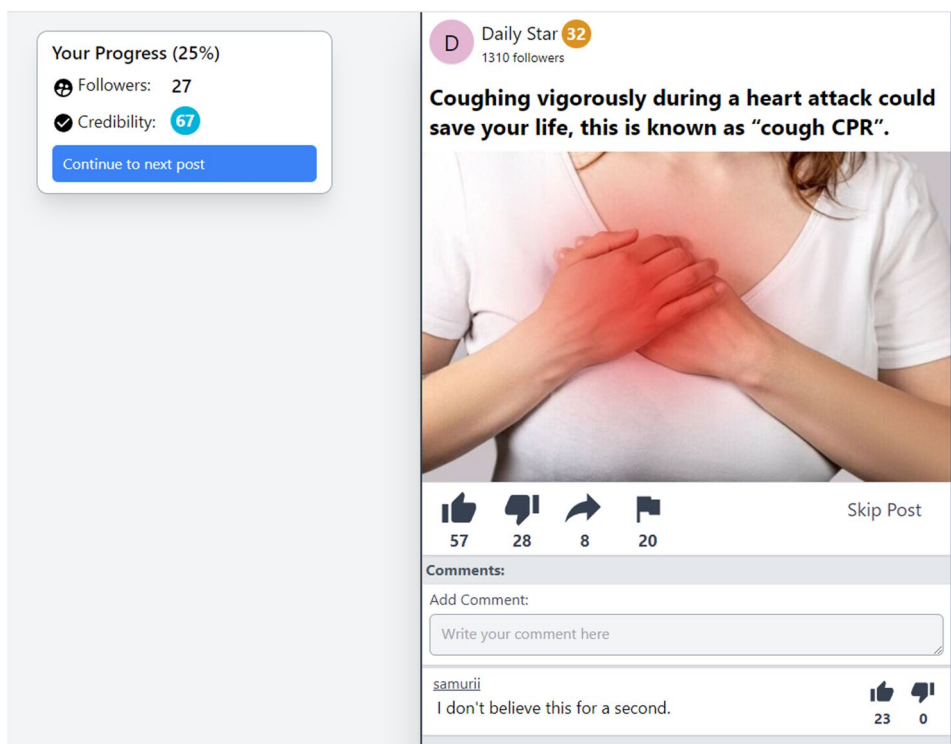 Your Progress (25%)
Followers: 27
Credibility: 67
Continue to next post
D
Daily Star 32
1310 followers
Coughing vigorously during a heart attack could
save your life, this is known as “cough CPR”.
57 28 8 20
Skip Post
Comments:
Add Comment:
Write your comment here
samurii
I don't believe this for a second.
23 0